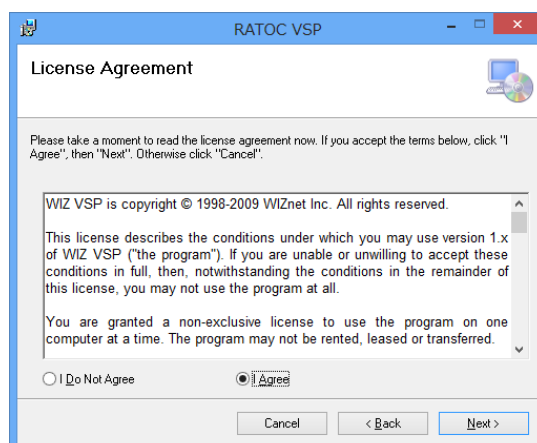 RATOC VSP
License Agreement
Please take a moment to read the license agreement now. If you accept the terms below, click "I
Agree", then "Next". Otherwise click "Cancel".
WIZ VSP is copyright © 1998-2009 WIZnet Inc. All rights reserved.
This license describes the conditions under which you may use version 1.x
of WIZ VSP ("the program"). If you are unable or unwilling to accept these
conditions in full, then, notwithstanding the conditions in the remainder of
this license, you may not use the program at all.
You are granted a non-exclusive license to use the program on one
computer at a time. The program may not be rented, leased or transferred.
I Do Not Agree
I Agree
Cancel
< Back
Next >